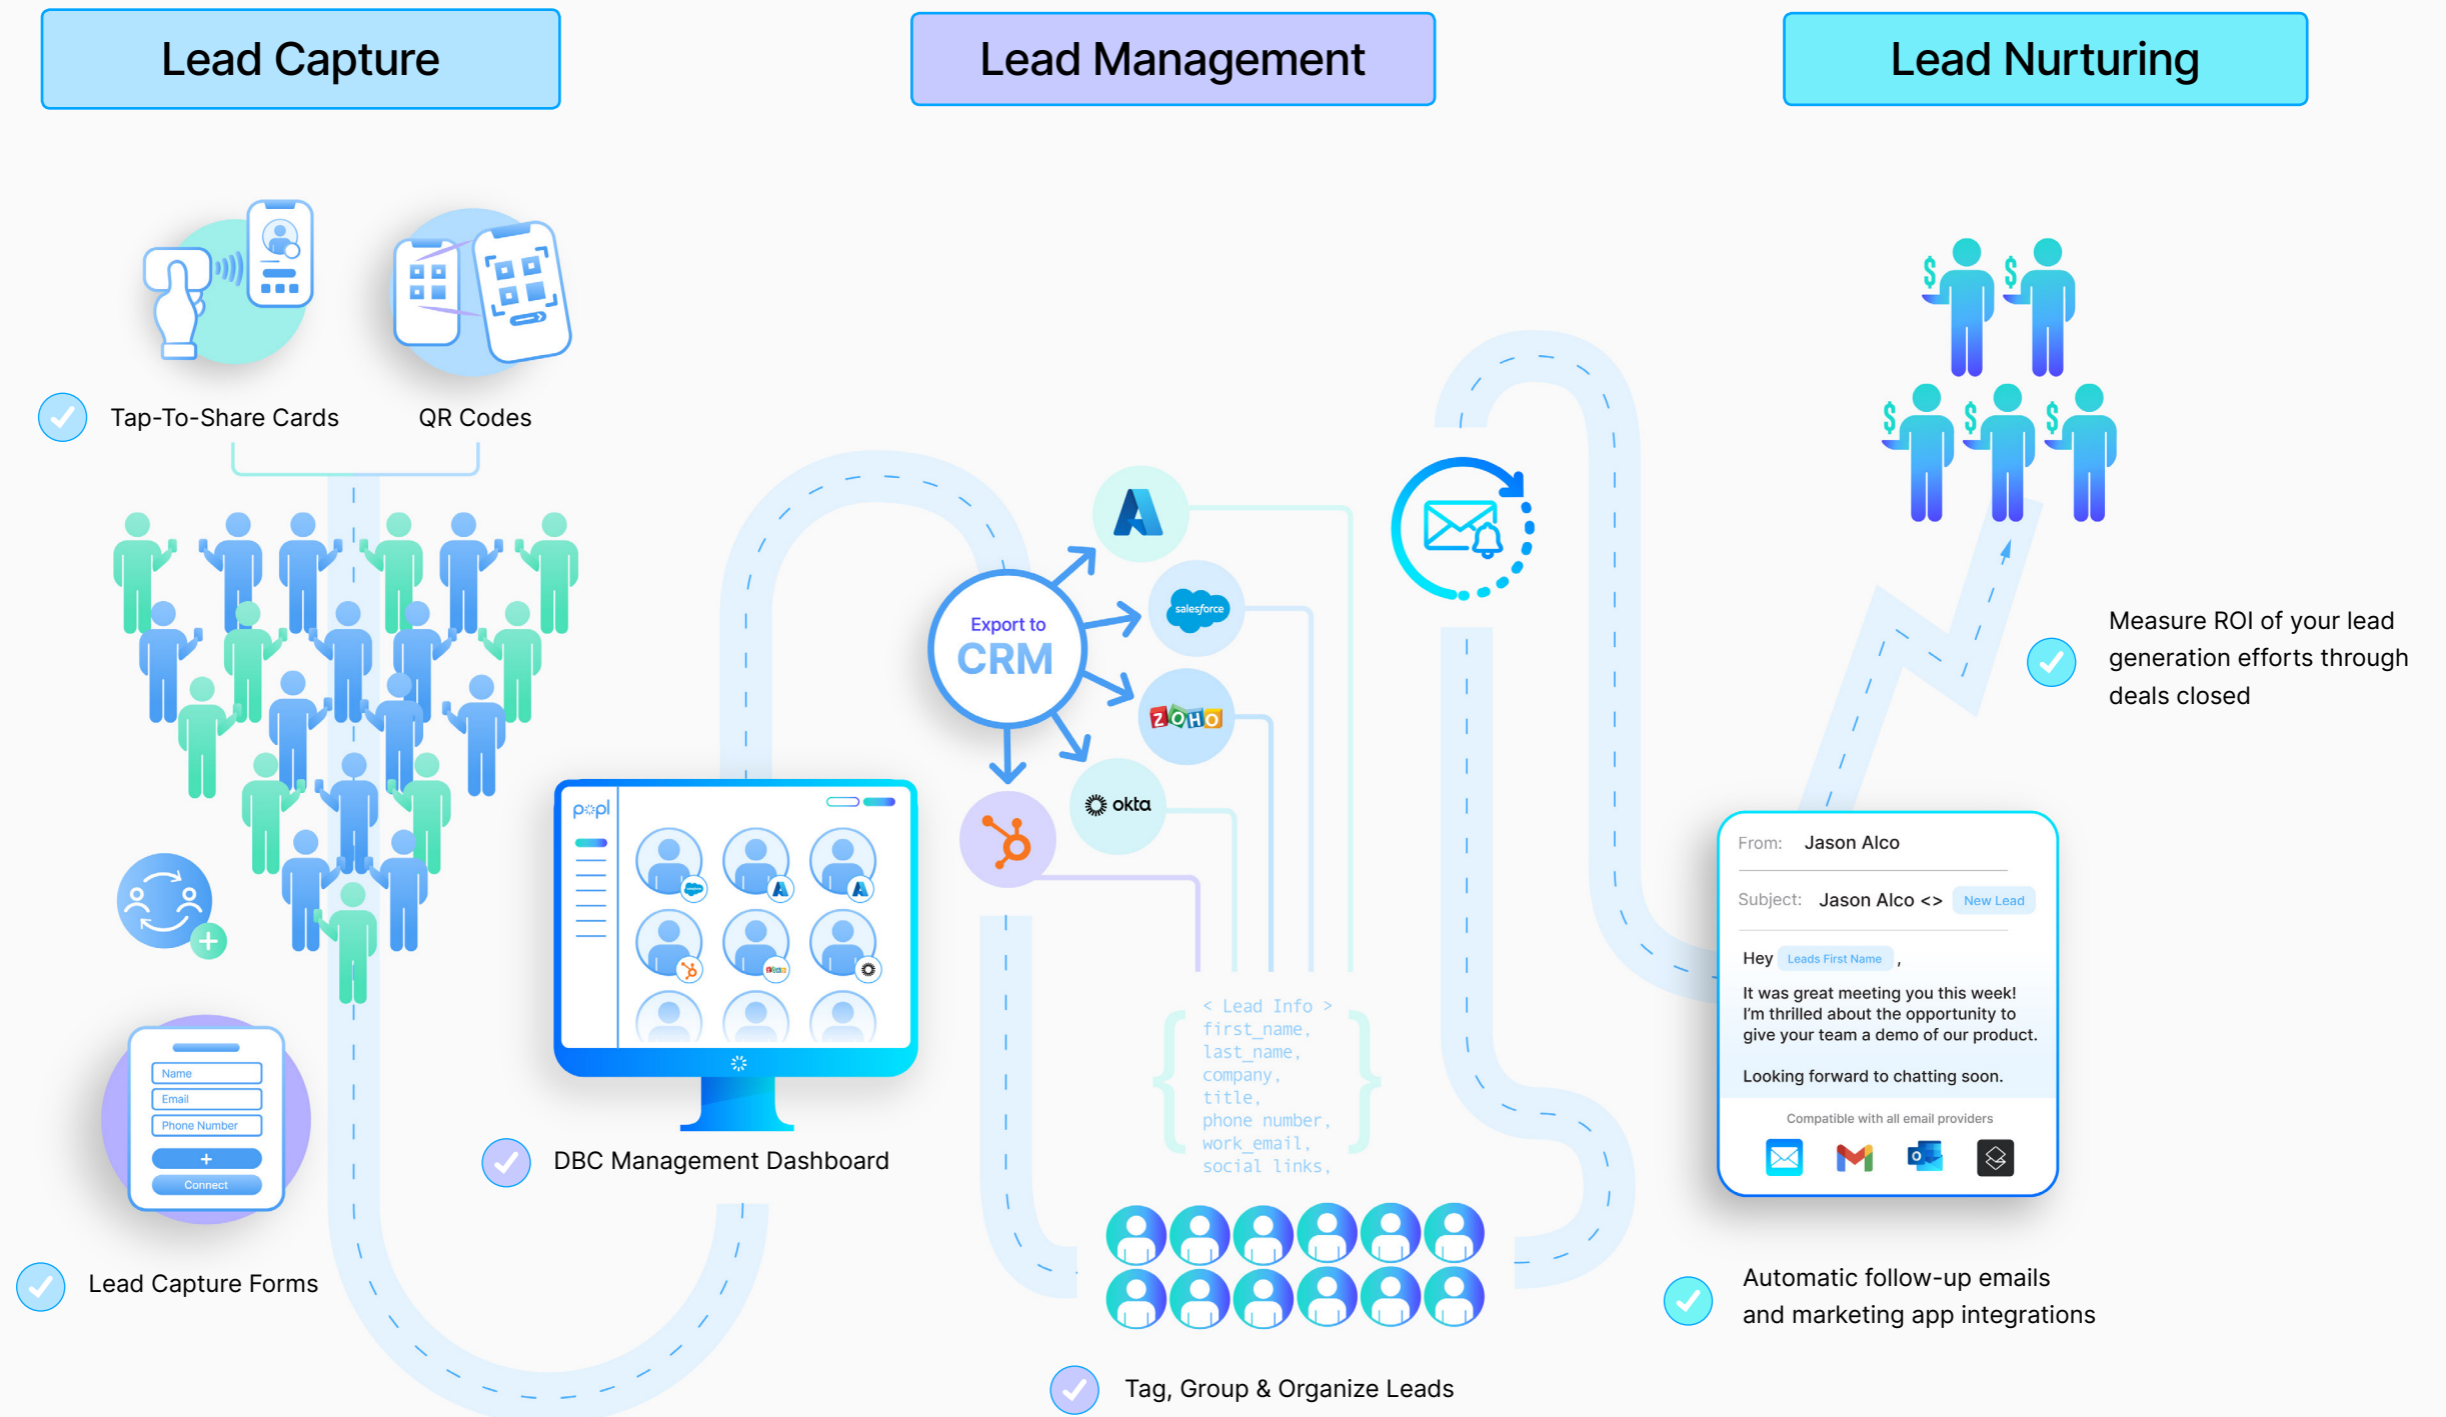 Lead Capture
Lead Management
Lead Nurturing
Tap-To-Share Cards
QR Codes
Name
Email
Phone Number
+
Connect
Lead Capture Forms
popl
DBC Management Dashboard
Export to
CRM
salesforce
ZOHO
okta
< Lead Info >
first_name,
last_name,
company,
title,
phone number,
work_email,
social links,
Tag, Group & Organize Leads
$ $
$ $ $
Measure ROI of your lead
generation efforts through
deals closed
From: Jason Alco
Subject: Jason Alco <> New Lead
Hey Leads First Name ,
It was great meeting you this week!
I'm thrilled about the opportunity to
give your team a demo of our product.
Looking forward to chatting soon.
Compatible with all email providers
Automatic follow-up emails
and marketing app integrations